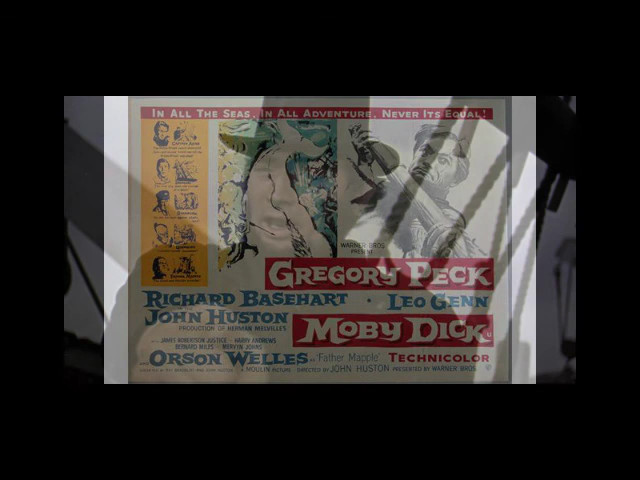 IN ALL THE SEAS, IN ALL ADVENTURE, NEVER ITS EQUAL!
WARNER BROS.
PRESENT
GREGORY PECK
RICHARD BASEHART • LEO GENN
JOHN HUSTON
PRODUCTION OF HERMAN MELVILLE'S
MOBY DICK
JAMES ROBERTSON JUSTICE • HARRY ANDREWS
BERNARD MILES • MERVYN JOHNS
ORSON WELLES AS "Father Mapple" TECHNICOLOR
A MOULIN PICTURE DIRECTED BY JOHN HUSTON PRESENTED BY WARNER BROS.